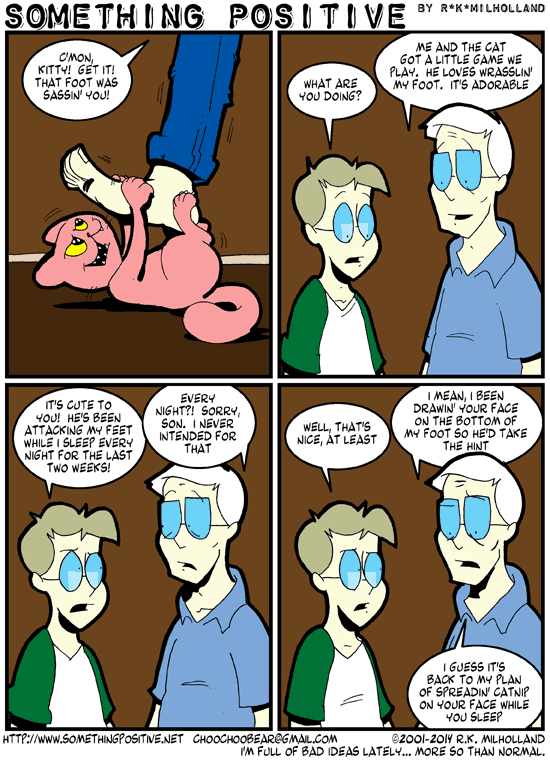 SOMETHING POSITIVE BY R*K*MILHOLLAND
C'MON,
KITTY! GET IT!
THAT FOOT WAS
SASSIN' YOU!
WHAT ARE
YOU DOING?
ME AND THE CAT
GOT A LITTLE GAME WE
PLAY. HE LOVES WRASSLIN'
MY FOOT. IT'S ADORABLE
IT'S CUTE TO
YOU! HE'S BEEN
ATTACKING MY FEET
WHILE I SLEEP EVERY
NIGHT FOR THE LAST
TWO WEEKS!
EVERY
NIGHT?! SORRY,
SON. I NEVER
INTENDED FOR
THAT
WELL, THAT'S
NICE, AT LEAST
I MEAN, I BEEN
DRAWIN' YOUR FACE
ON THE BOTTOM OF
MY FOOT SO HE'D TAKE
THE HINT
I GUESS IT'S
BACK TO MY PLAN
OF SPREADIN' CATNIP
ON YOUR FACE WHILE
YOU SLEEP
HTTP://WWW.SOMETHINGPOSITIVE.NET CHOOCHOOBEAR@GMAIL.COM ©2001-2014 R.K. MILHOLLAND
I'M FULL OF BAD IDEAS LATELY... MORE SO THAN NORMAL.